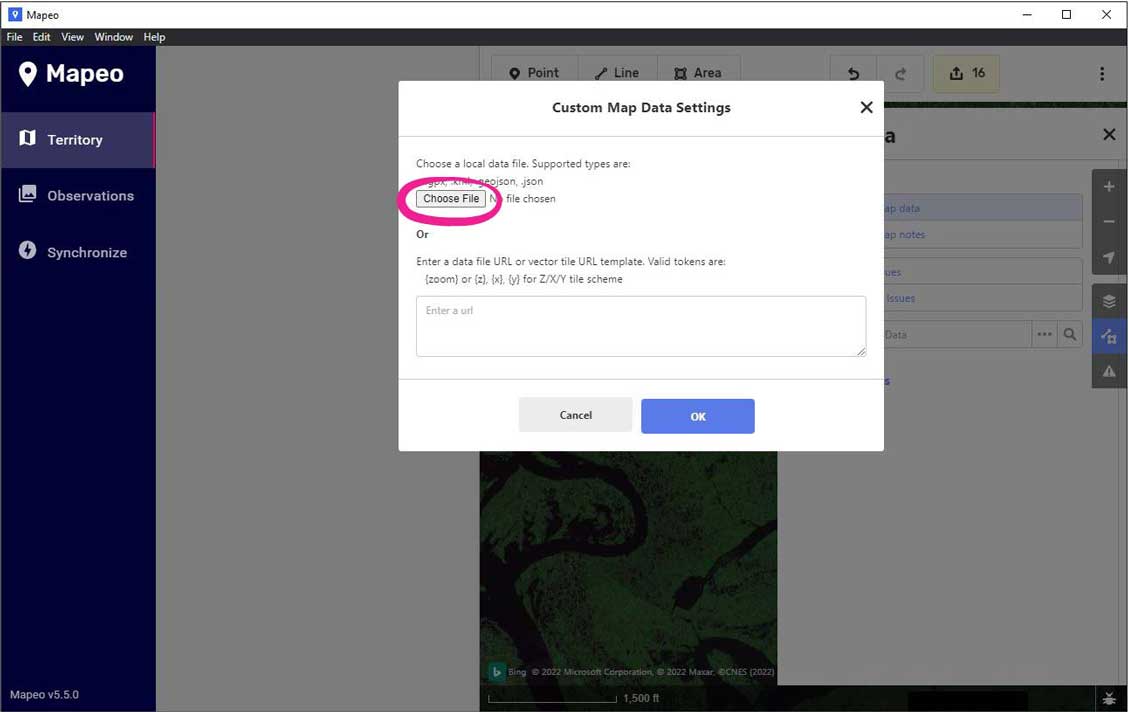 Mapeo
File Edit View Window Help
Mapeo
Point Line Area 16
Custom Map Data Settings
Territory
Choose a local data file. Supported types are:
.xml, .geojson, .json
Choose File file chosen
Observations
ap data
Or
ap notes
Synchronize
Enter a data file URL or vector tile URL template. Valid tokens are:
{zoom} or {z}, {x}, {y} for Z/X/Y tile scheme
ues
Issues
Enter a url
Data
s
Cancel OK
Bing © 2022 Microsoft Corporation, © 2022 Maxar, ©CNES (2022)
Mapeo v5.5.0
1,500 ft